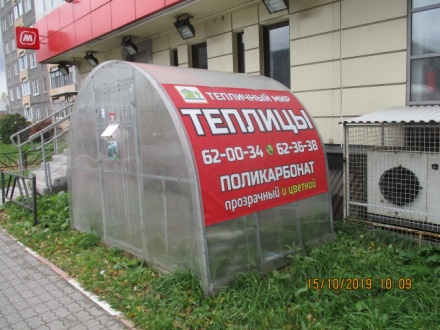 М
ТЕПЛИЧНЫЙ МИР
ТЕПЛИЦЫ
62-00-34 62-36-38
ПОЛИКАРБОНАТ
прозрачный и цветной
15/10/2019 10:09